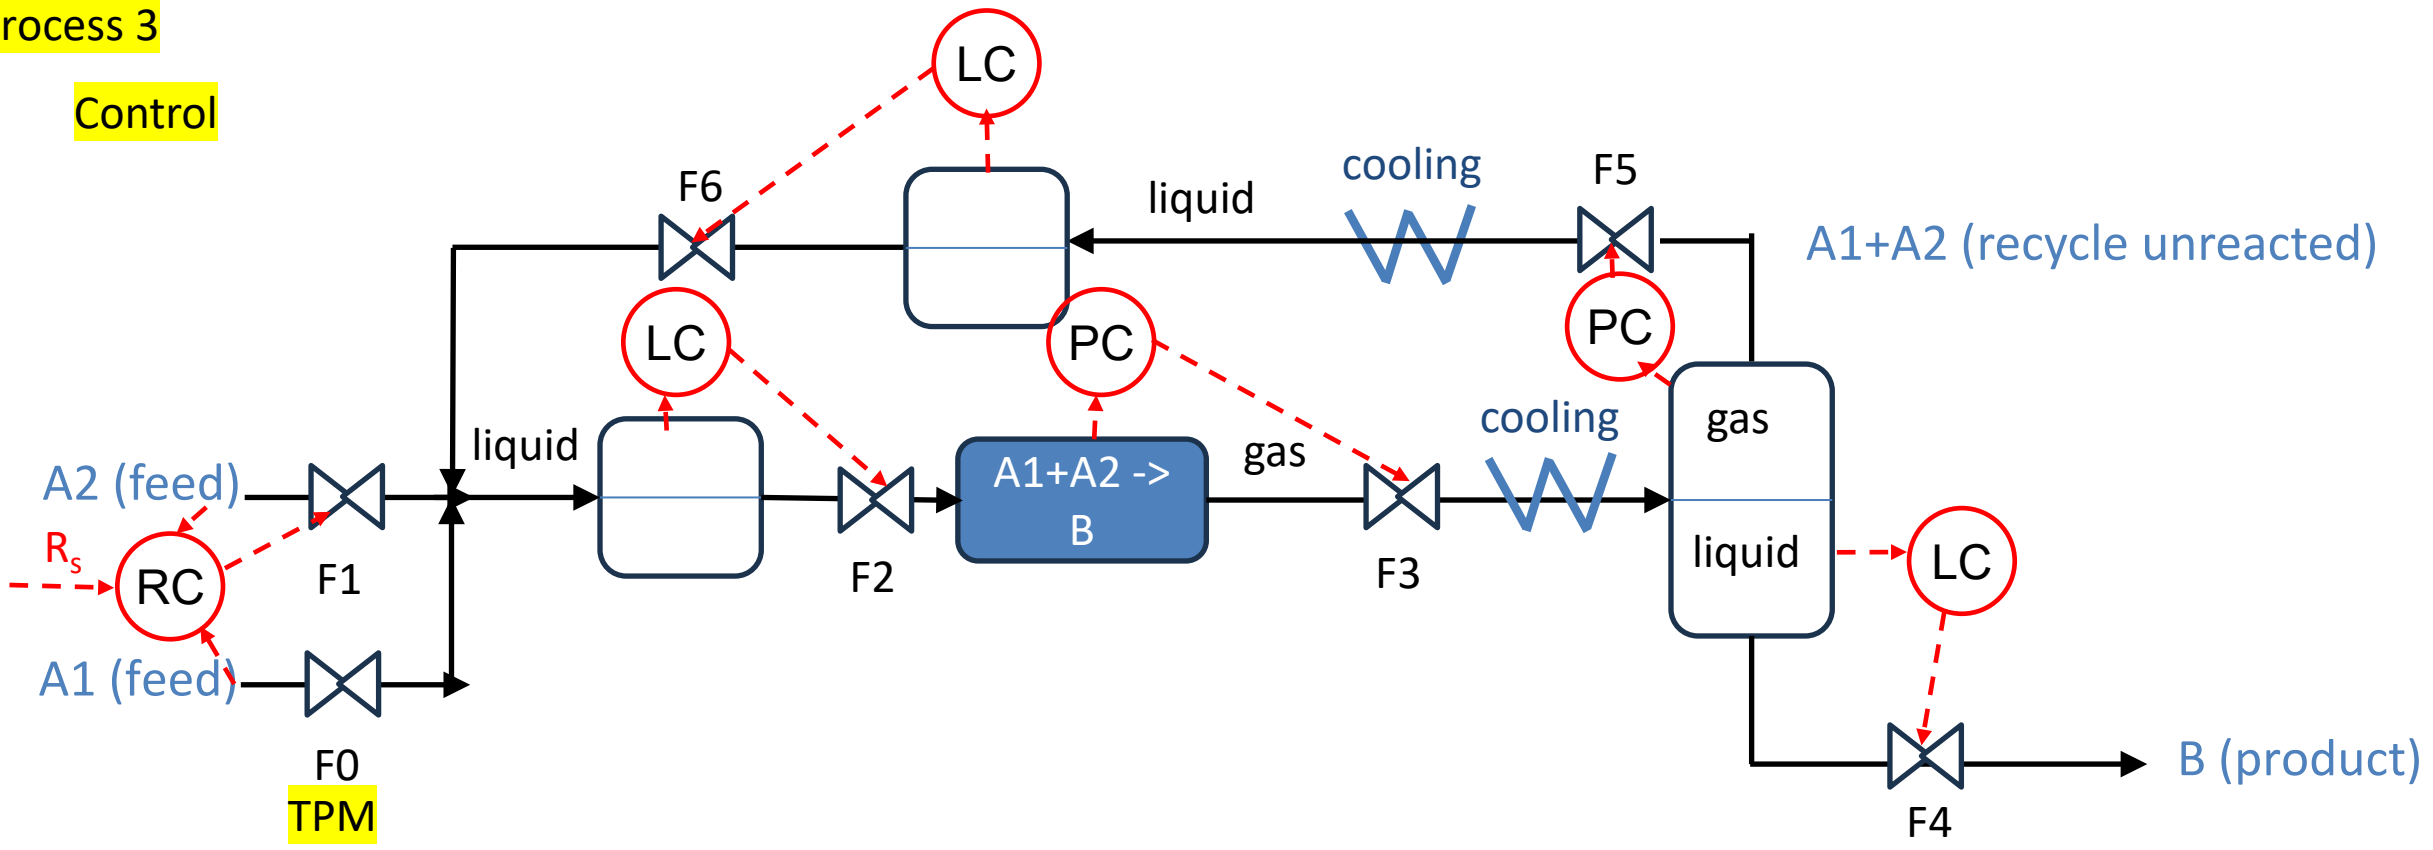 rocess 3
Control
LC
F6
liquid
cooling
F5
A1+A2 (recycle unreacted)
LC
PC
PC
liquid
gas
cooling
gas
A2 (feed)
A1+A2 ->
B
Rs
RC
F1
F2
F3
liquid
LC
A1 (feed)
F0
TPM
B (product)
F4